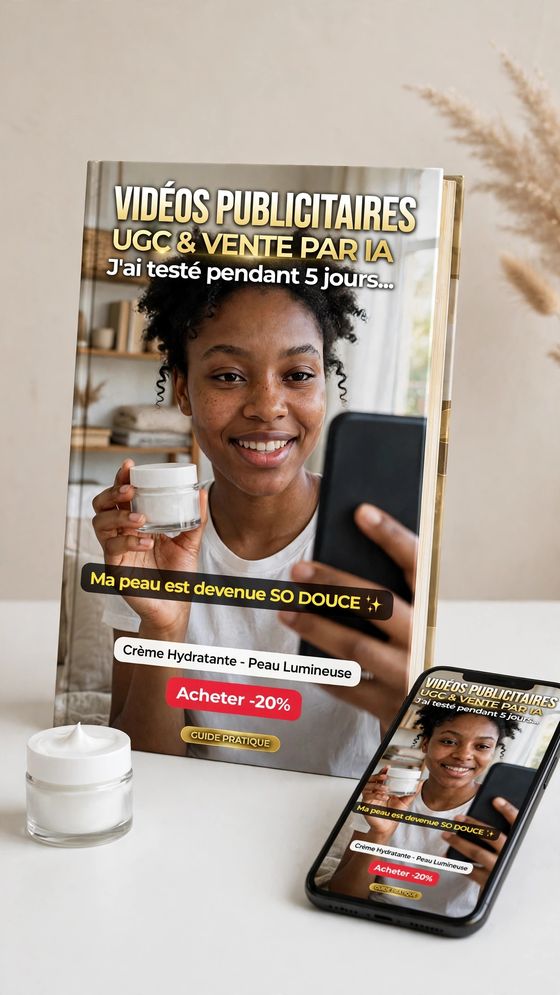 VIDÉOS PUBLICITAIRES
UGC & VENTE PAR IA
J'ai testé pendant 5 jours...
Ma peau est devenue SO DOUCE ✨
Crème Hydratante - Peau Lumineuse
Acheter -20%
GUIDE PRATIQUE
VIDÉOS PUBLICITAIRES
UGC & VENTE PAR IA
J'ai testé pendant 5 jours...
Ma peau est devenue SO DOUCE ✨
Crème Hydratante - Peau Lumineuse
Acheter -20%
GUIDE PRATIQUE